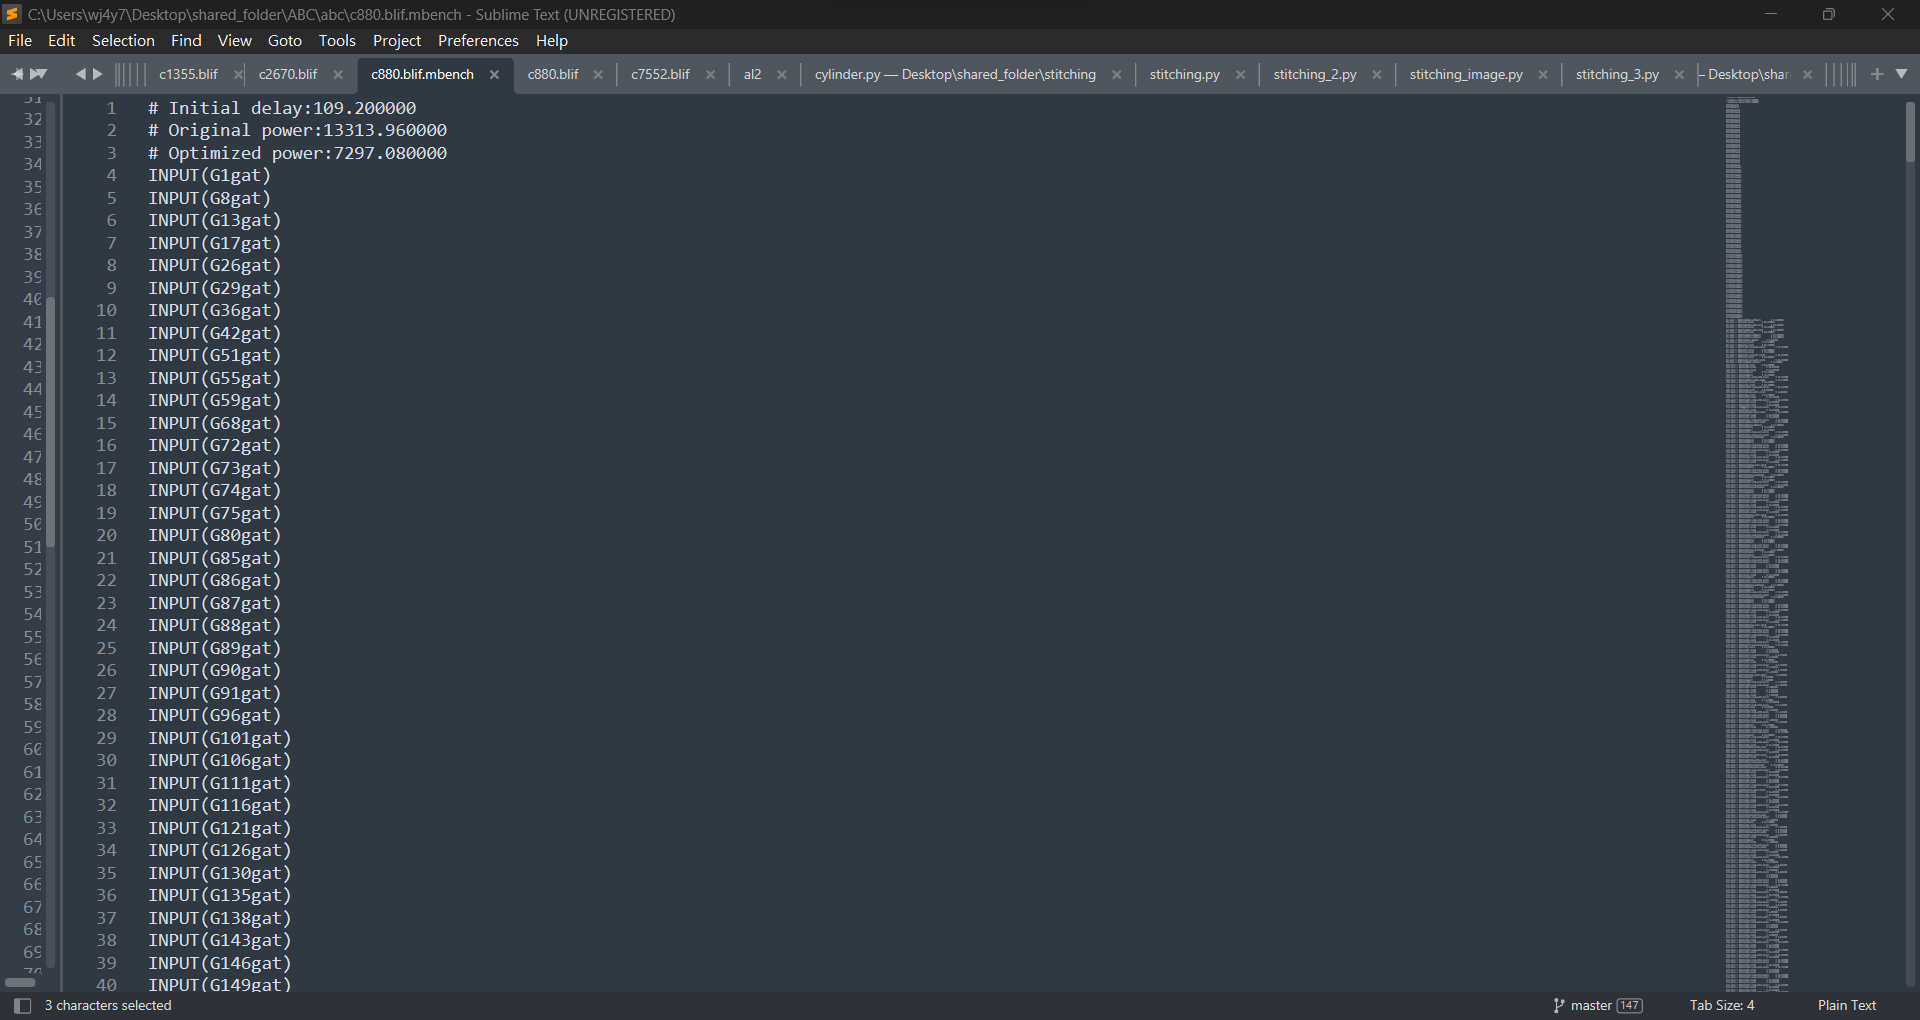 C:\Users\wj4y7\Desktop\shared_folder\ABC\abc\c880.blif.mbench - Sublime Text (UNREGISTERED)
File Edit Selection Find View Goto Tools Project Preferences Help
c1355.blif c2670.blif c880.blif.mbench c880.blif c7552.blif al2 cylinder.py — Desktop\shared_folder\stitching stitching.py stitching_2.py stitching_image.py stitching_3.py - Desktop\shar
1 # Initial delay:109.200000
32 2 # Original power:13313.960000
33 3 # Optimized power:7297.080000
34 4 INPUT(G1gat)
35 5 INPUT(G8gat)
36 6 INPUT(G13gat)
37 7 INPUT(G17gat)
38 8 INPUT(G26gat)
39 9 INPUT(G29gat)
40 10 INPUT(G36gat)
41 11 INPUT(G42gat)
42 12 INPUT(G51gat)
43 13 INPUT(G55gat)
44 14 INPUT(G59gat)
45 15 INPUT(G68gat)
46 16 INPUT(G72gat)
47 17 INPUT(G73gat)
48 18 INPUT(G74gat)
49 19 INPUT(G75gat)
50 20 INPUT(G80gat)
51 21 INPUT(G85gat)
52 22 INPUT(G86gat)
53 23 INPUT(G87gat)
54 24 INPUT(G88gat)
55 25 INPUT(G89gat)
56 26 INPUT(G90gat)
57 27 INPUT(G91gat)
58 28 INPUT(G96gat)
59 29 INPUT(G101gat)
60 30 INPUT(G106gat)
61 31 INPUT(G111gat)
62 32 INPUT(G116gat)
63 33 INPUT(G121gat)
64 34 INPUT(G126gat)
65 35 INPUT(G130gat)
66 36 INPUT(G135gat)
67 37 INPUT(G138gat)
68 38 INPUT(G143gat)
69 39 INPUT(G146gat)
40 INPUT(G149gat)
3 characters selected master 147 Tab Size: 4 Plain Text